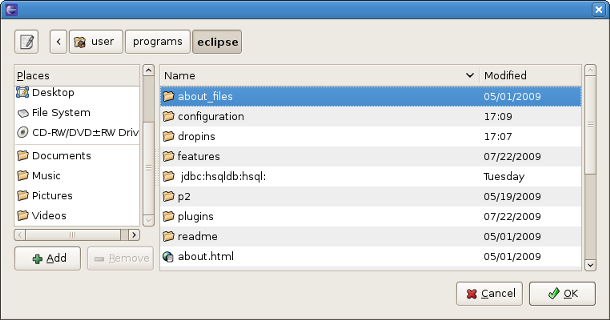 user programs eclipse
Places
Desktop
File System
CD-RW/DVD±RW Driv
Documents
Music
Pictures
Videos
Add Remove
Name Modified
about_files 05/01/2009
configuration 17:09
dropins 17:07
features 07/22/2009
jdbc:hsqldb:hsql: Tuesday
p2 05/19/2009
plugins 07/22/2009
readme 05/01/2009
about.html 05/01/2009
Cancel OK